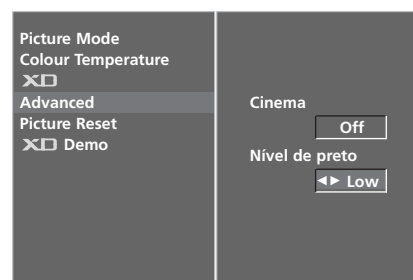 Picture Mode
Colour Temperature
XD
Advanced
Picture Reset
XD Demo
Cinema
Off
Nível de preto
◄► Low